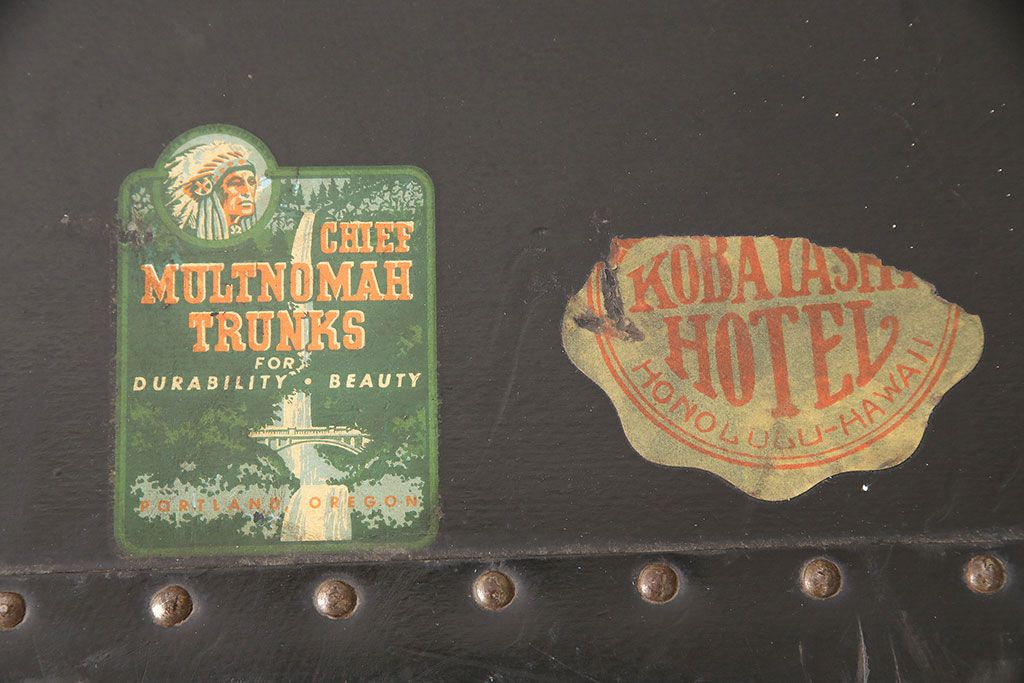 CHIEF
MULTNOMAH
TRUNKS
FOR
DURABILITY • BEAUTY
PORTLAND, OREGON
KOBAYASHI
HOTEL
HONOLULU-HAWAII